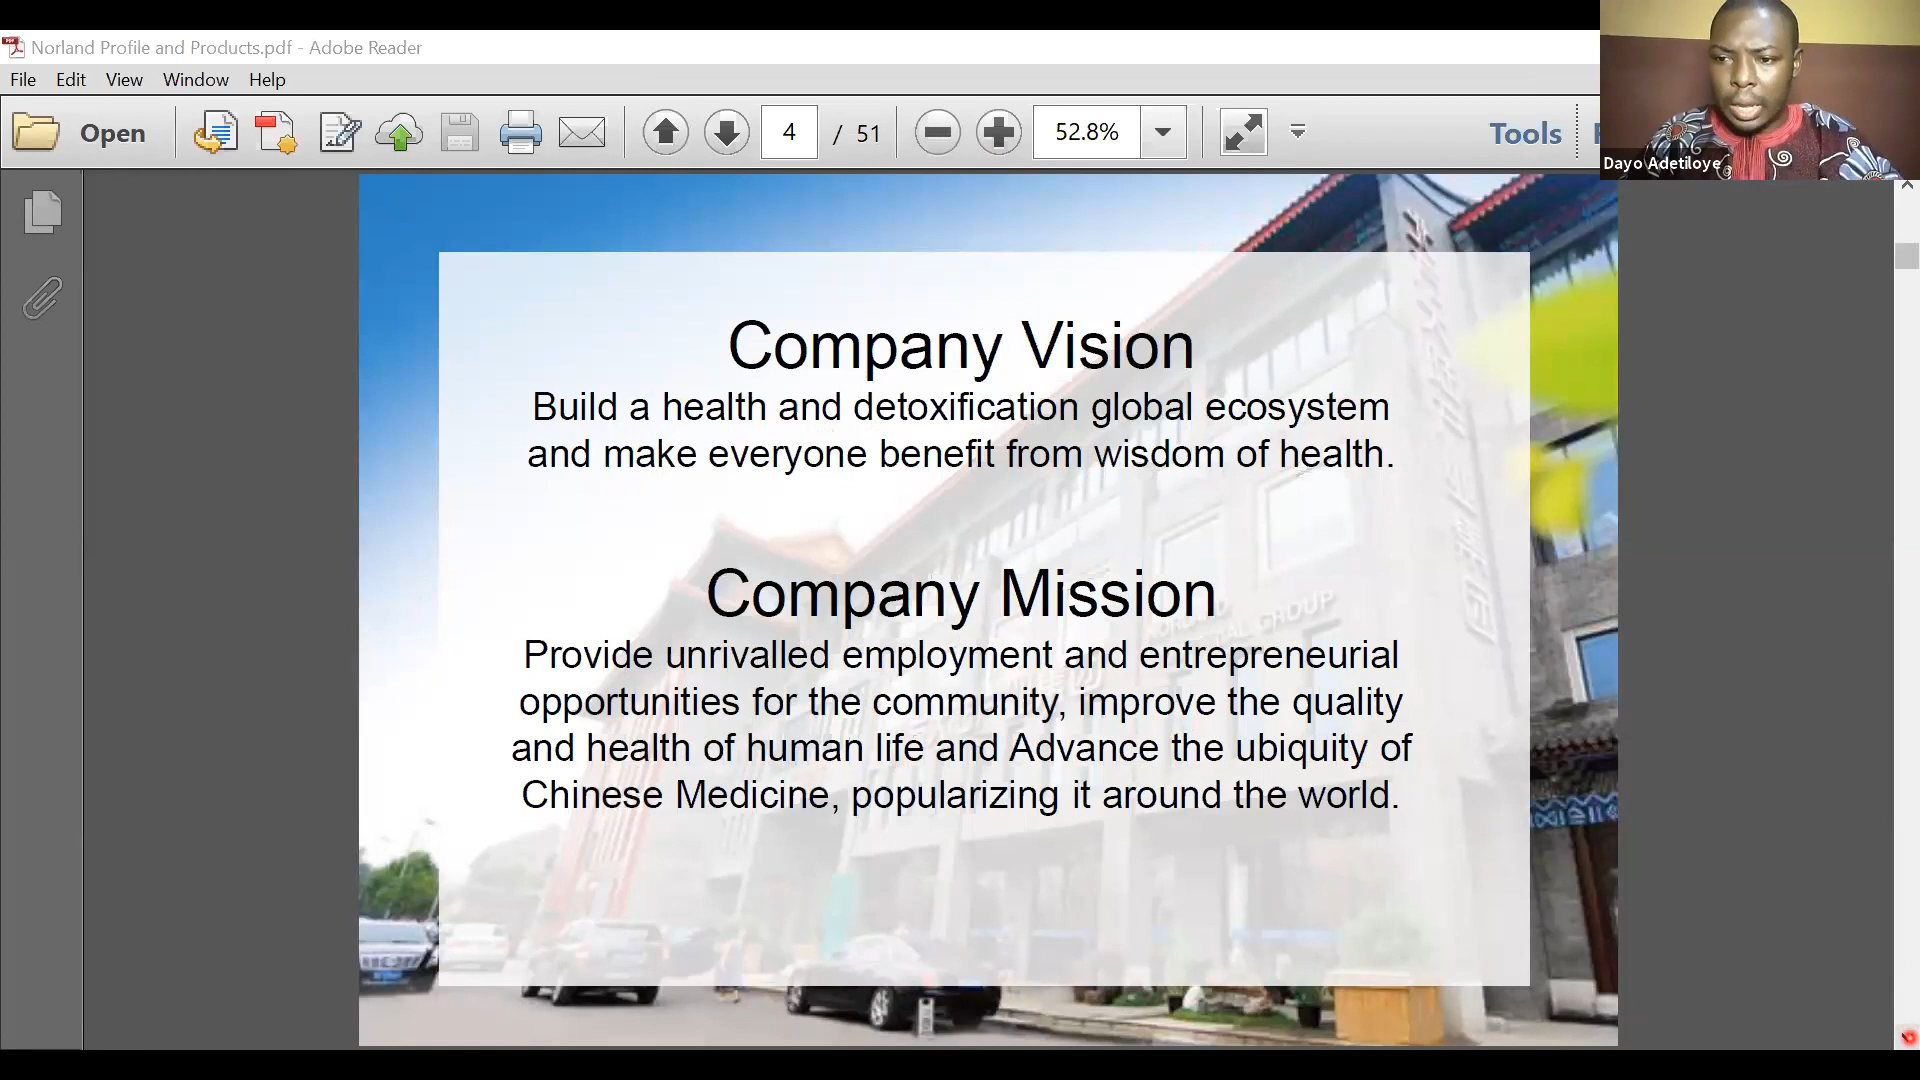 Norland Profile and Products.pdf - Adobe Reader
File Edit View Window Help
Open 4 / 51 52.8% Tools
Dayo Adetiloye
Company Vision
Build a health and detoxification global ecosystem
and make everyone benefit from wisdom of health.
Company Mission
Provide unrivalled employment and entrepreneurial
opportunities for the community, improve the quality
and health of human life and Advance the ubiquity of
Chinese Medicine, popularizing it around the world.
GROUP